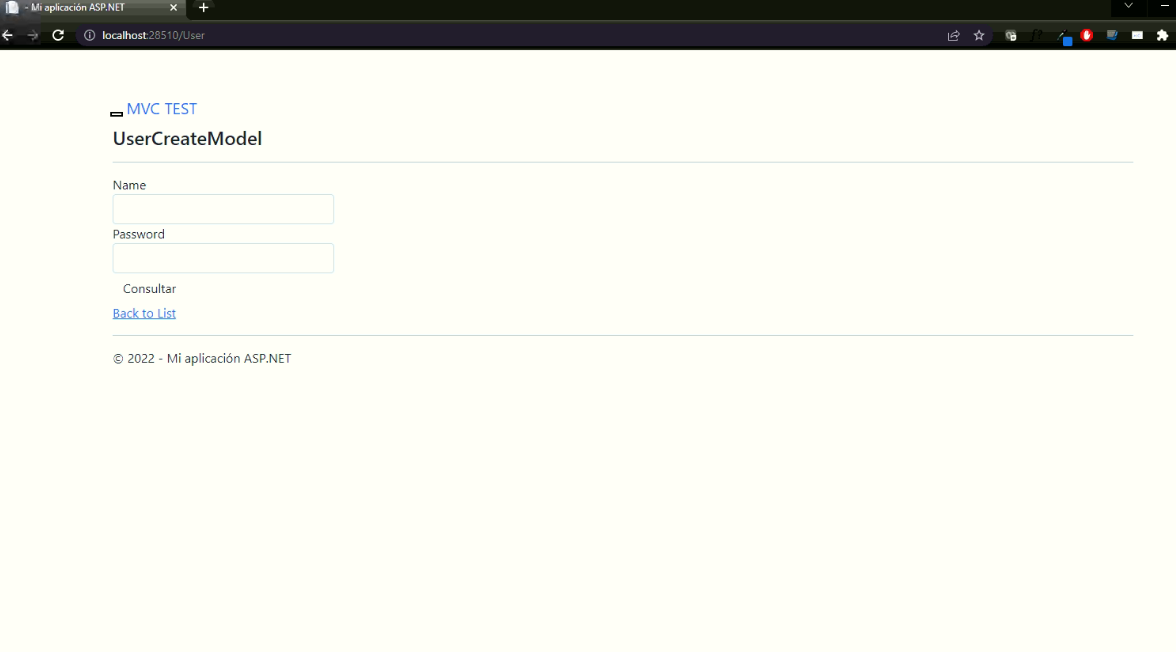 - Mi aplicación ASP.NET
localhost:28510/User
MVC TEST
UserCreateModel
Name
Password
Consultar
Back to List
© 2022 - Mi aplicación ASP.NET